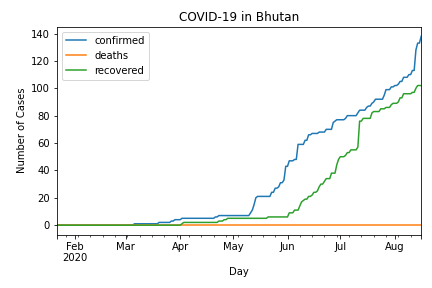 COVID-19 in Bhutan
confirmed
deaths
recovered
Number of Cases
140
120
100
80
60
40
20
0
Feb Mar Apr May Jun Jul Aug
2020
Day